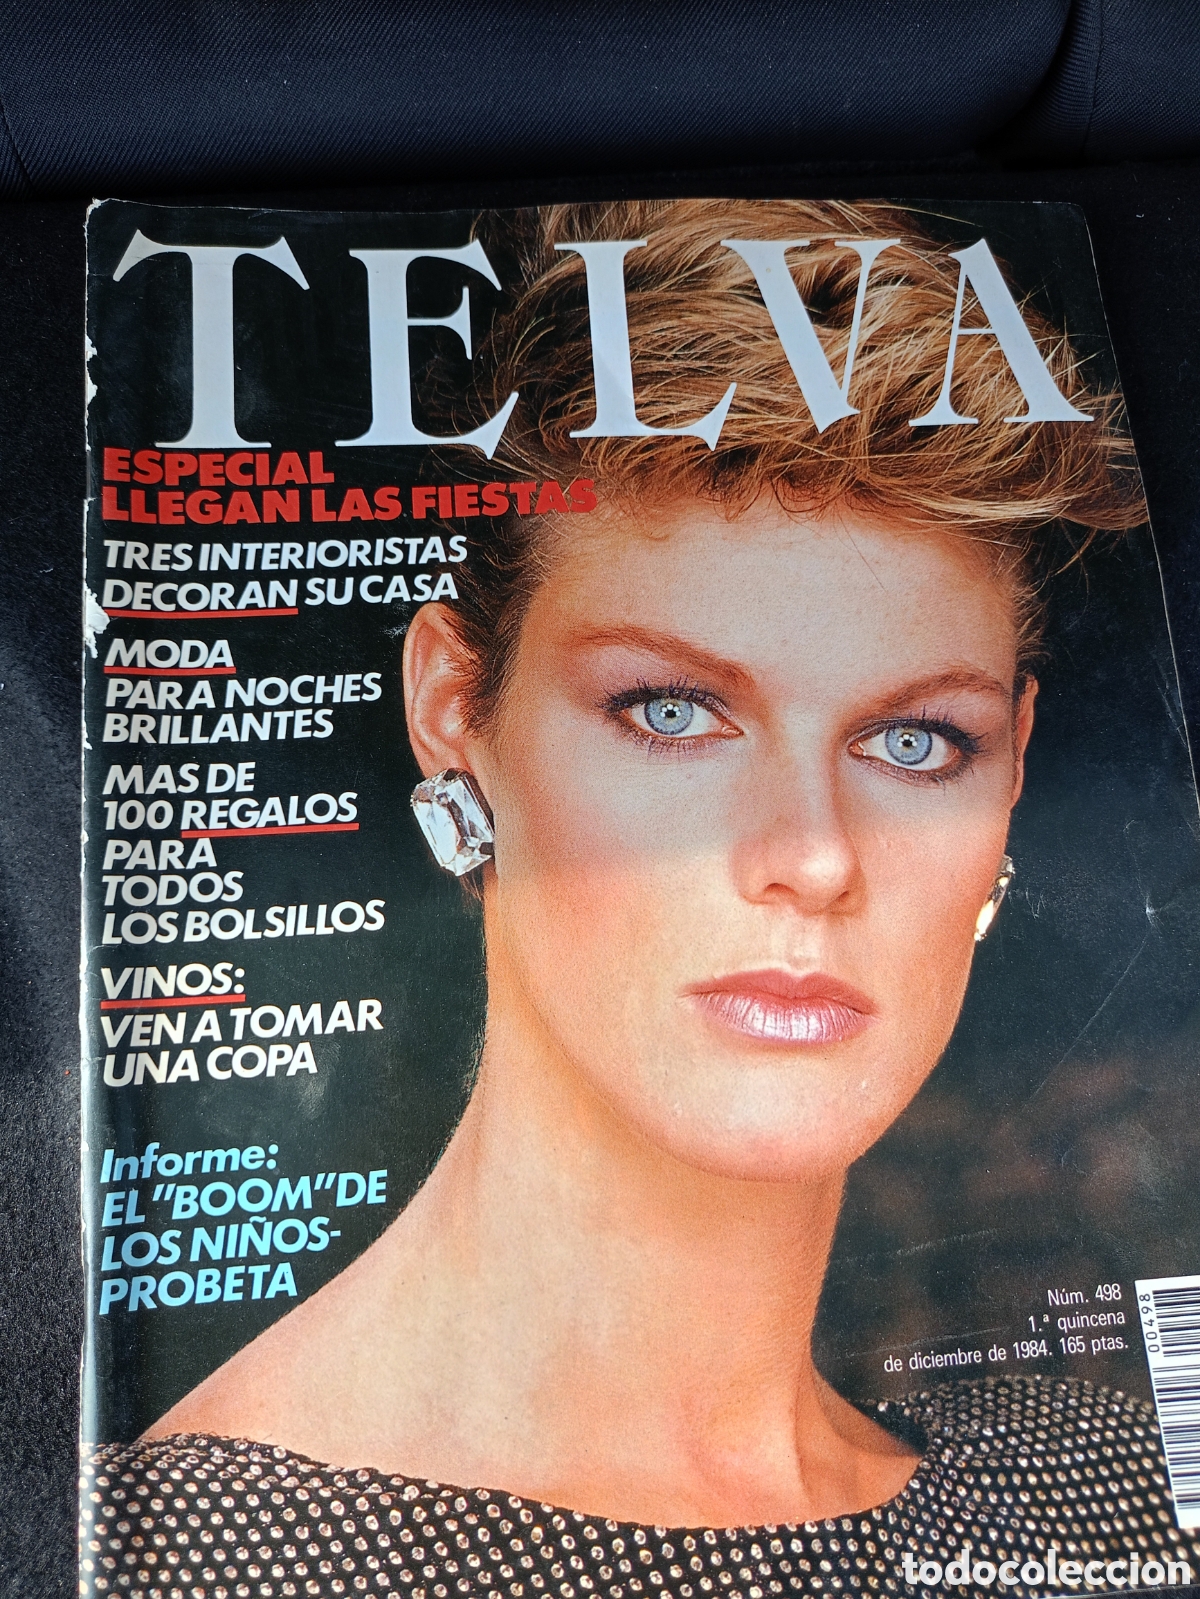 TELVA
ESPECIAL
LLEGAN LAS FIESTAS
TRES INTERIORISTAS
DECORAN SU CASA
MODA
PARA NOCHES
BRILLANTES
MAS DE
100 REGALOS
PARA
TODOS
LOS BOLSILLOS
VINOS:
VEN A TOMAR
UNA COPA
Informe:
EL "BOOM" DE
LOS NIÑOS-
PROBETA
Núm. 498
1.ª quincena
de diciembre de 1984. 165 ptas.
00498
todocoleccion